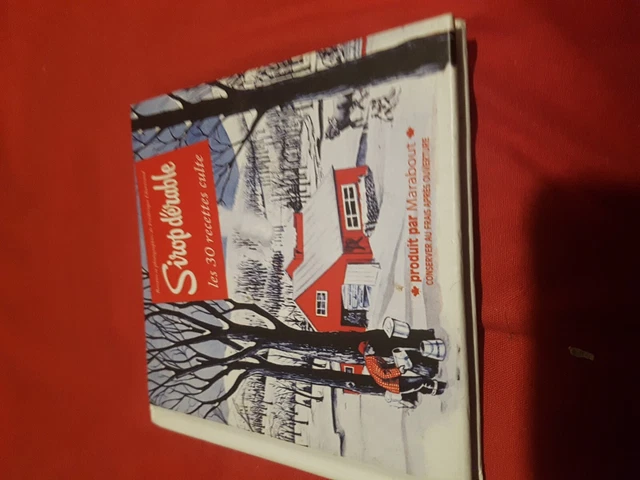 Sirop d'érable
les 30 recettes culte
★ produit par Marabout ★
CONSERVER AU FRAIS APRÈS OUVERTURE